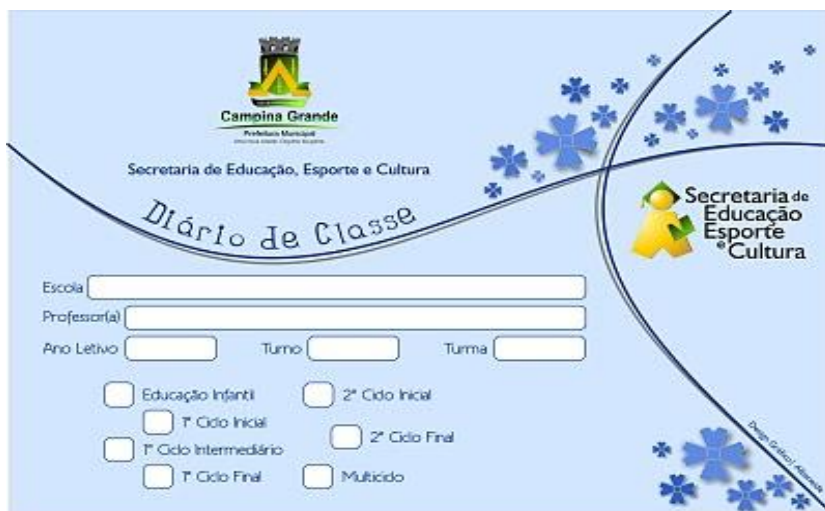 Campina Grande
Prefeitura Municipal
Secretaria de Educação, Esporte e Cultura
Diário de Classe
Secretaria de
Educação
Esporte
e Cultura
Escola
Professor(a)
Ano Letivo Turno Turma
Educação Infantil 2º Ciclo Inicial
1º Ciclo Inicial
2º Ciclo Final
1º Ciclo Intermediário
1º Ciclo Final Multiciclo
Design Gráfico|